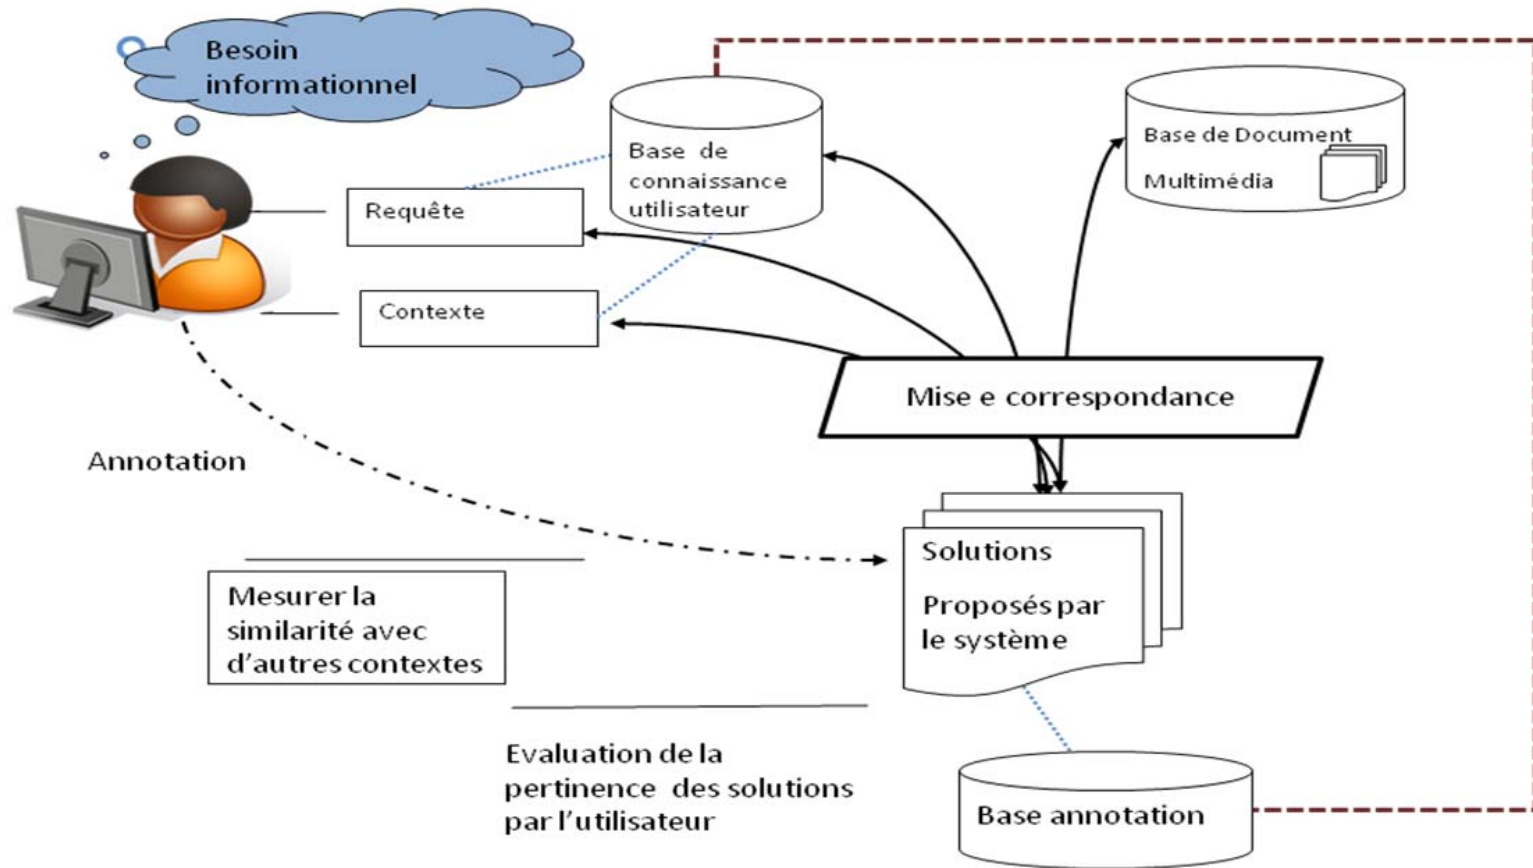 Besoin
informationnel
Base de
connaissance
utilisateur
Base de Document
Multimédia
Requête
Contexte
Mise e correspondance
Annotation
Solutions
Proposés par
le système
Mesurer la
similarité avec
d'autres contextes
Evaluation de la
pertinence des solutions
par l'utilisateur
Base annotation